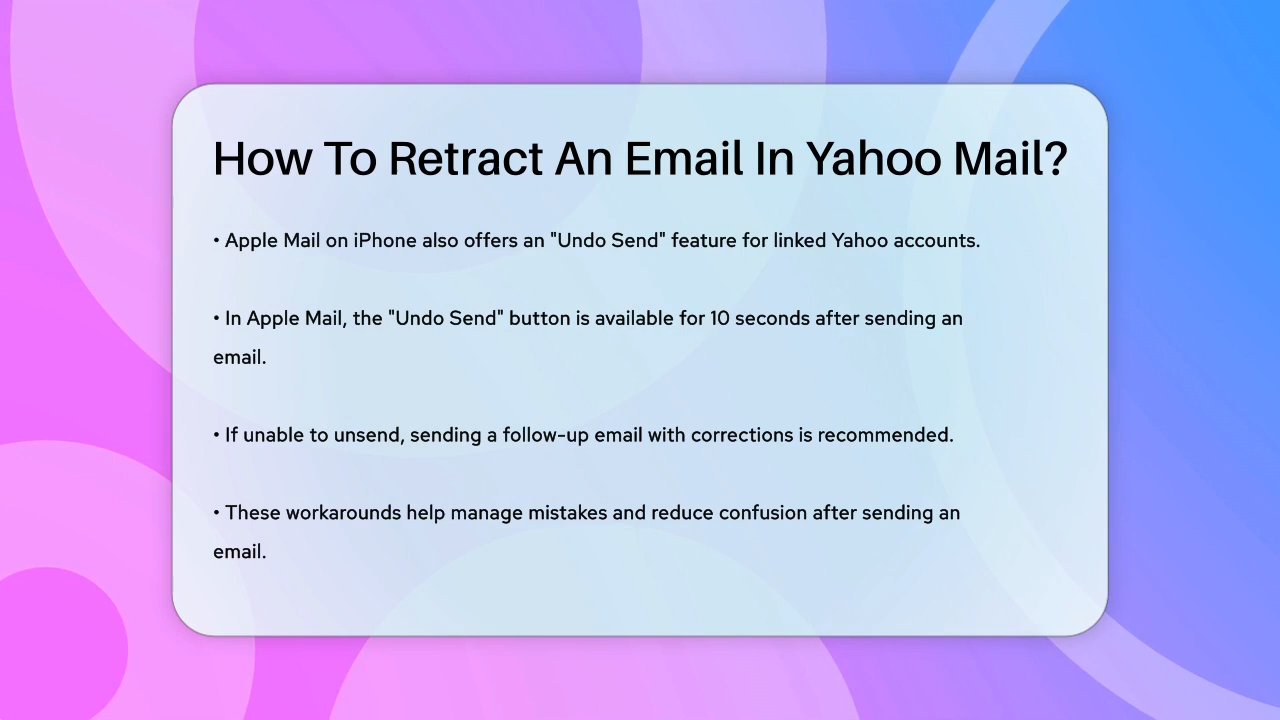 How To Retract An Email In Yahoo Mail?
• Apple Mail on iPhone also offers an "Undo Send" feature for linked Yahoo accounts.
• In Apple Mail, the "Undo Send" button is available for 10 seconds after sending an
email.
• If unable to unsend, sending a follow-up email with corrections is recommended.
• These workarounds help manage mistakes and reduce confusion after sending an
email.